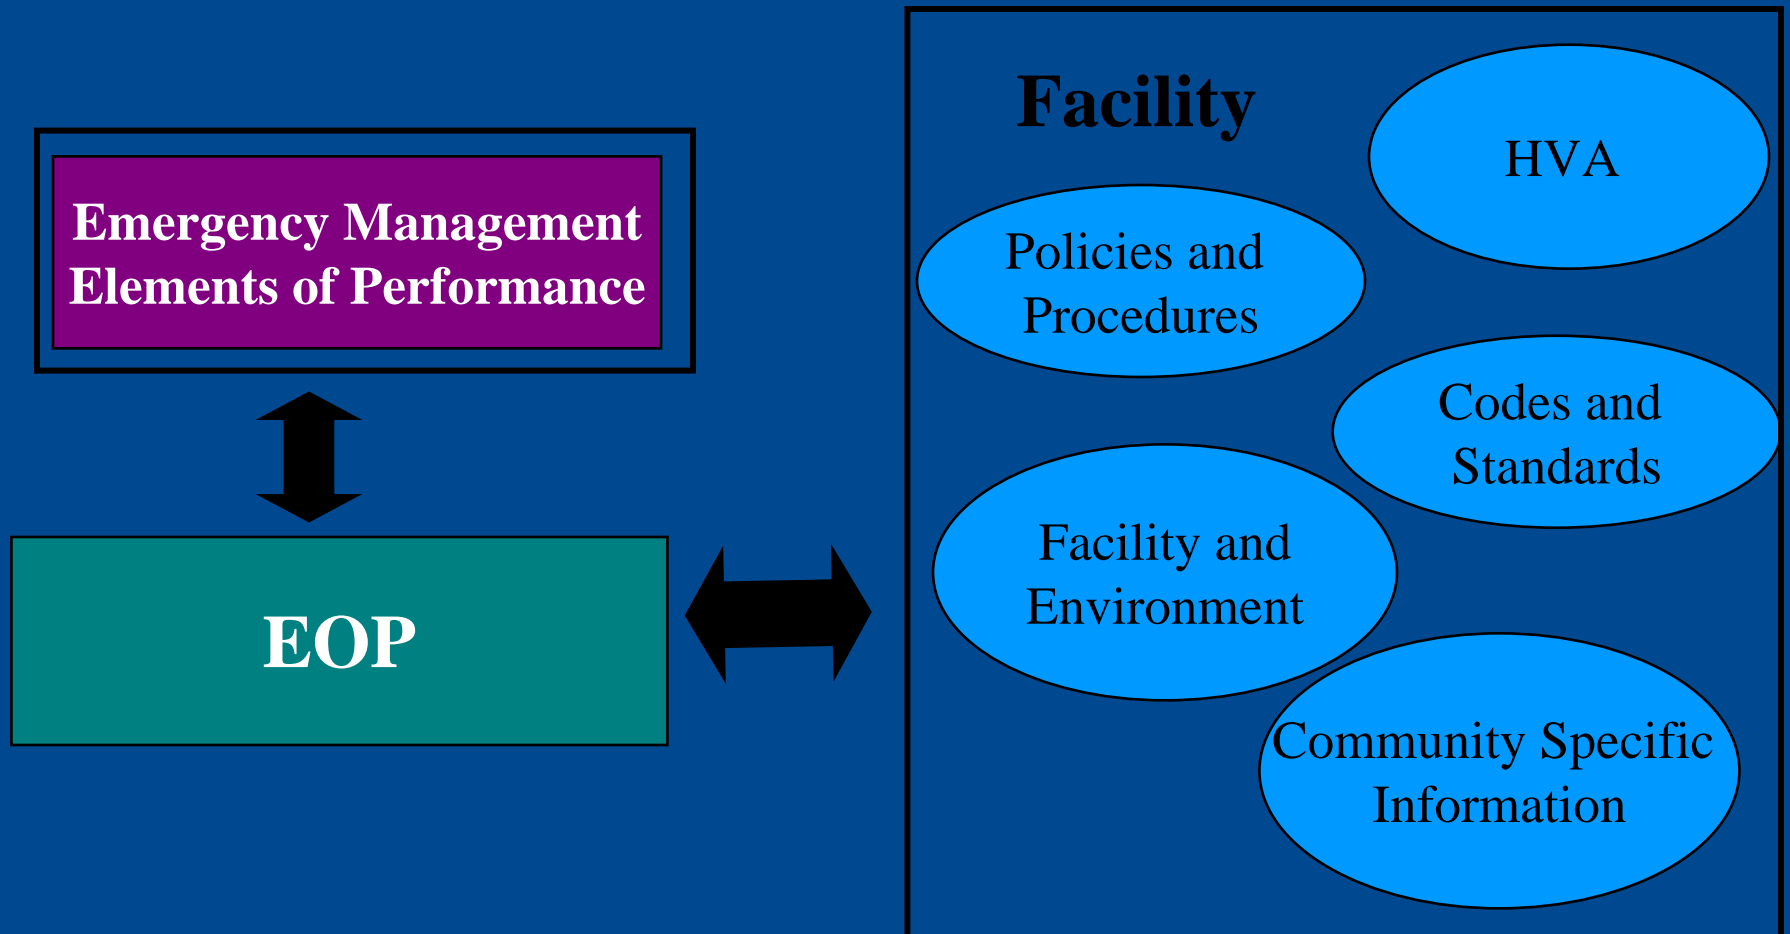 Emergency Management
Elements of Performance
EOP
Facility
HVA
Policies and
Procedures
Codes and
Standards
Facility and
Environment
Community Specific
Information